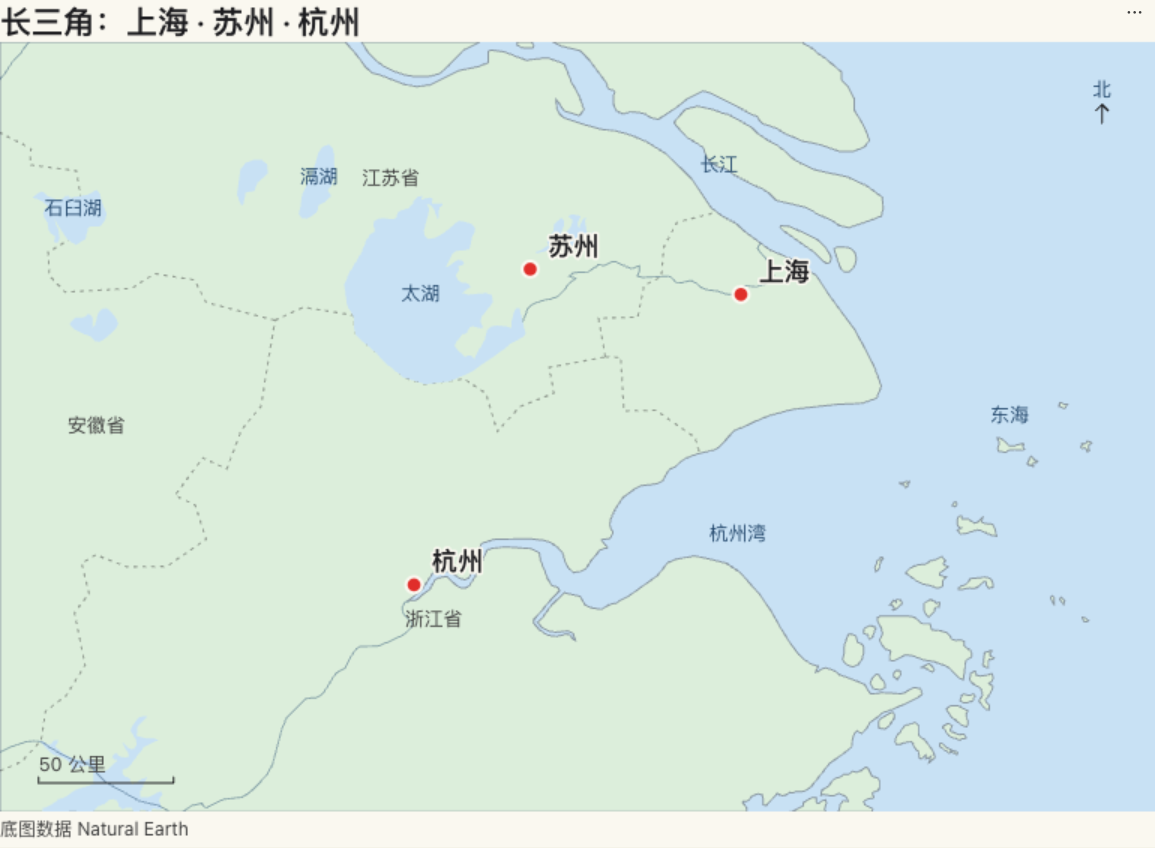 长三角：上海 · 苏州 · 杭州
...
北
↑
长江
滆湖
江苏省
石臼湖
苏州
上海
太湖
东海
安徽省
杭州湾
杭州
浙江省
50 公里
底图数据 Natural Earth